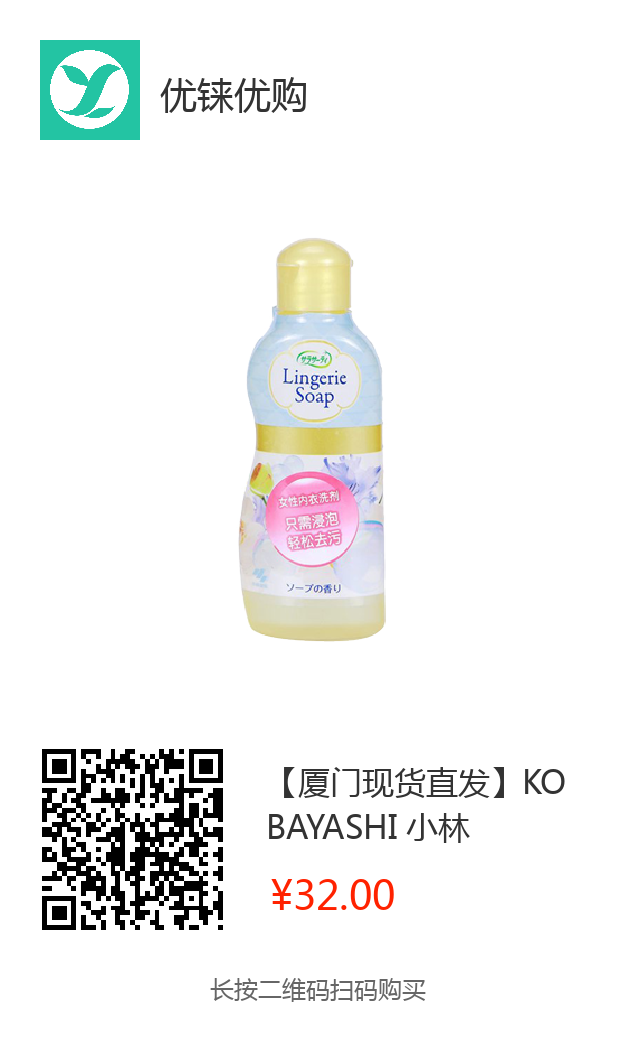 优铼优购
サラサーティ
Lingerie
Soap
女性内衣洗剂
只需浸泡
轻松去污
ソープの香り
【厦门现货直发】KO
BAYASHI 小林
¥32.00
长按二维码扫码购买